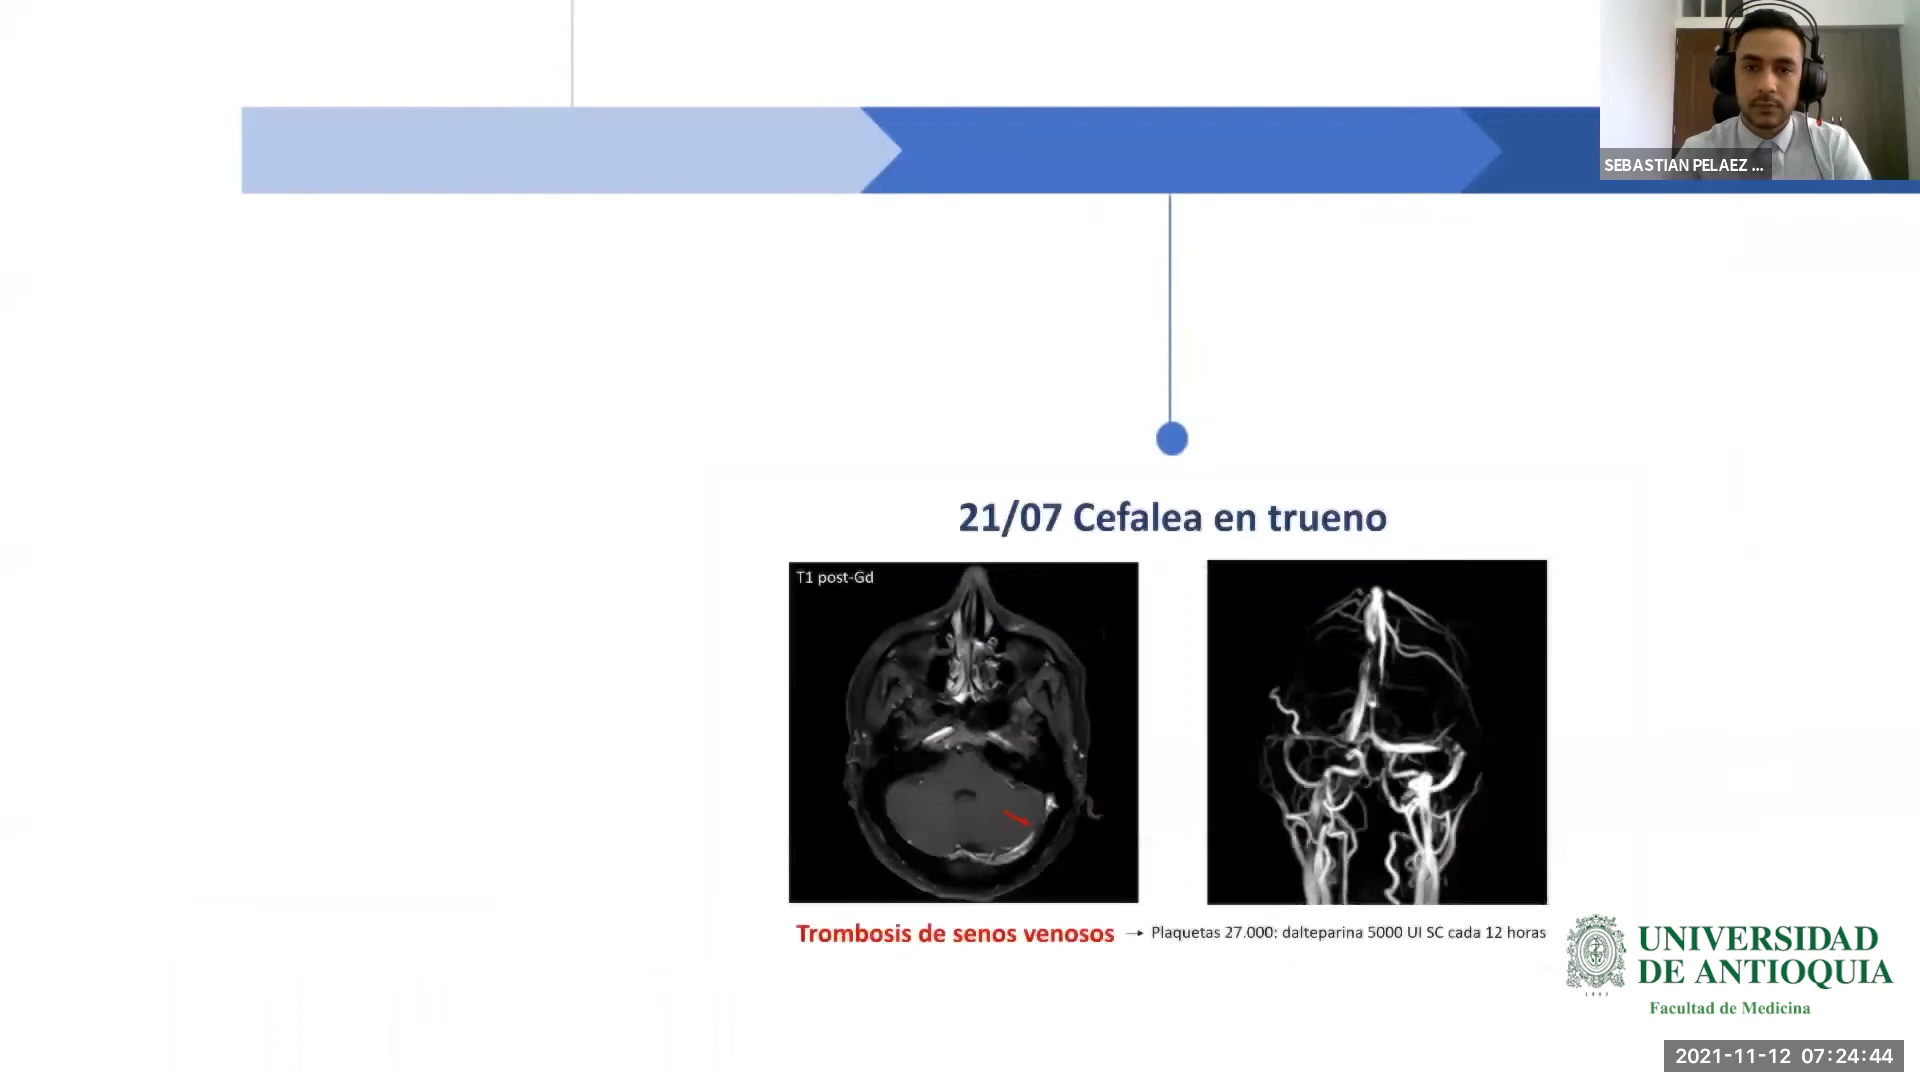 SEBASTIAN PELAEZ ...
21/07 Cefalea en trueno
T1 post-Gd
Trombosis de senos venosos → Plaquetas 27.000: dalteparina 5000 UI SC cada 12 horas
UNIVERSIDAD
DE ANTIOQUIA
1803
Facultad de Medicina
2021-11-12 07:24:44